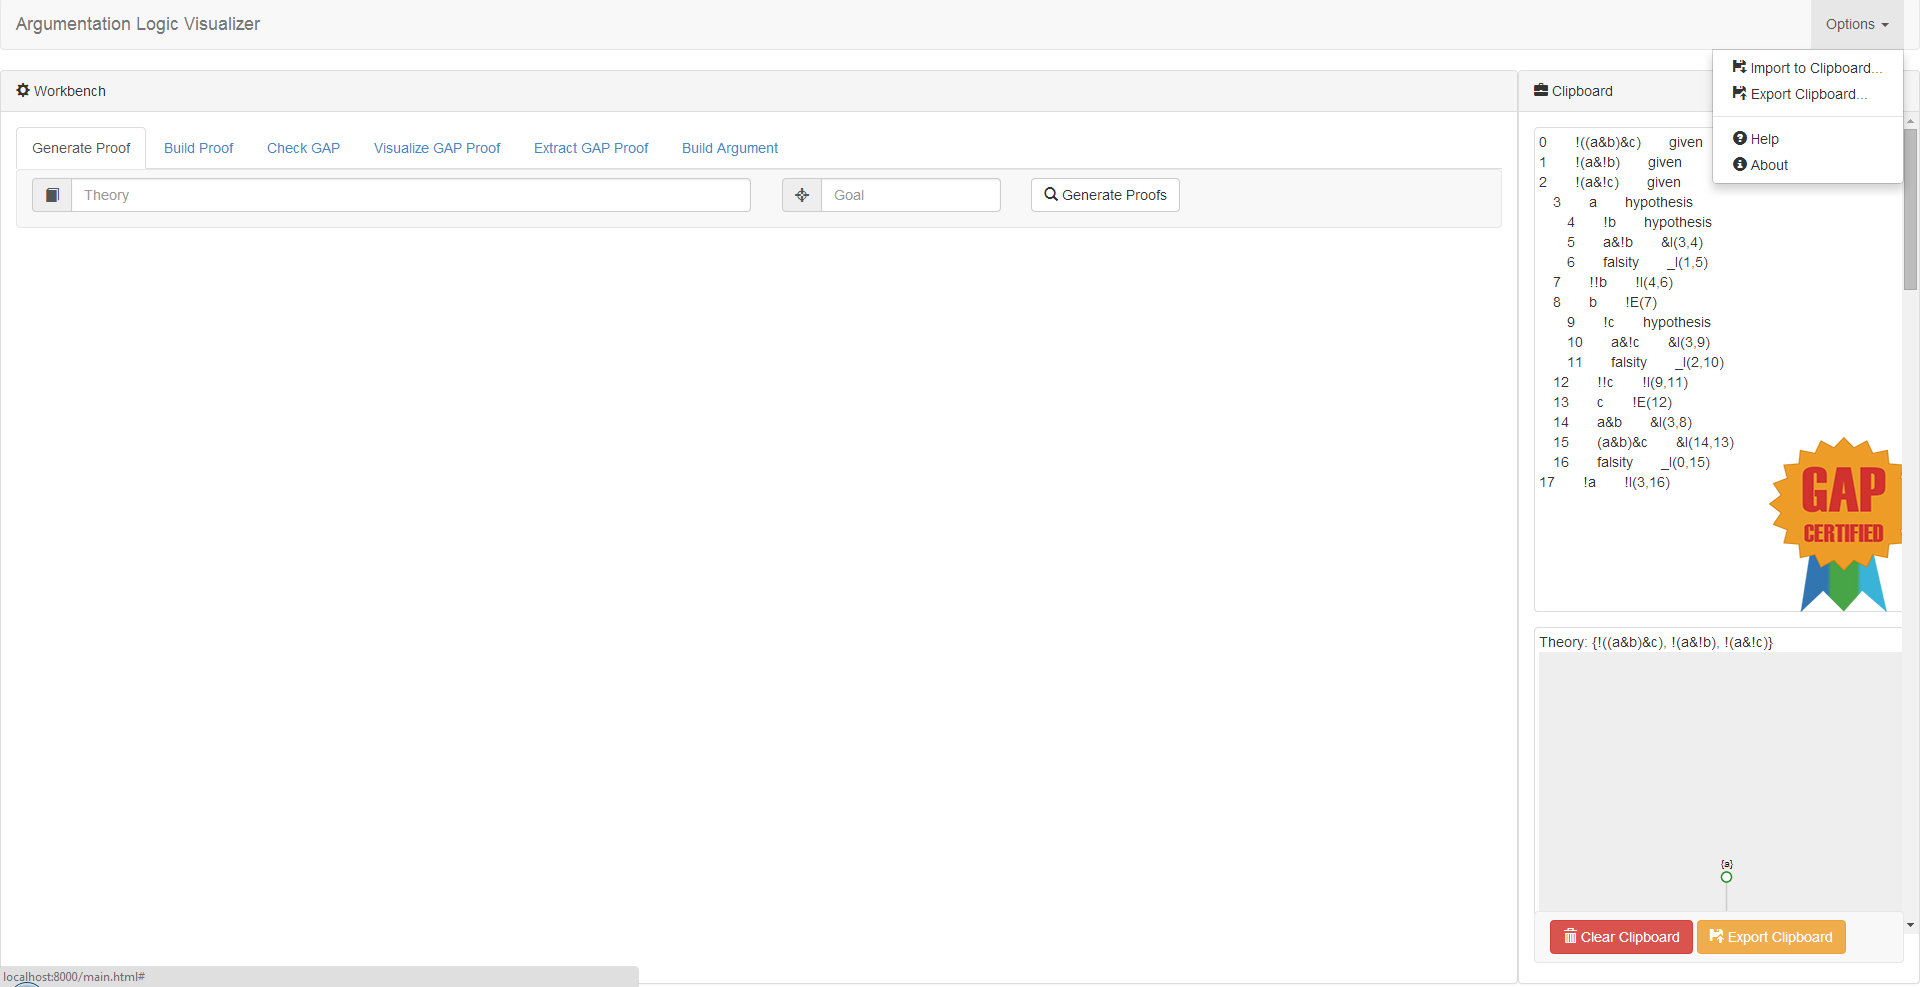 Argumentation Logic Visualizer
Options
Import to Clipboard...
Export Clipboard...
Help
About
Workbench
Generate Proof Build Proof Check GAP Visualize GAP Proof Extract GAP Proof Build Argument
Theory Goal Generate Proofs
Clipboard
0 !((a&b)&c) given
1 !(a&!b) given
2 !(a&!c) given
3 a hypothesis
4 !b hypothesis
5 a&!b &I(3,4)
6 falsity _I(1,5)
7 !!b !I(4,6)
8 b !E(7)
9 !c hypothesis
10 a&!c &I(3,9)
11 falsity _I(2,10)
12 !!c !I(9,11)
13 c !E(12)
14 a&b &I(3,8)
15 (a&b)&c &I(14,13)
16 falsity _I(0,15)
17 !a !I(3,16)
GAP
CERTIFIED
Theory: {!((a&b)&c), !(a&!b), !(a&!c)}
{a}
Clear Clipboard Export Clipboard
localhost:8000/main.html#